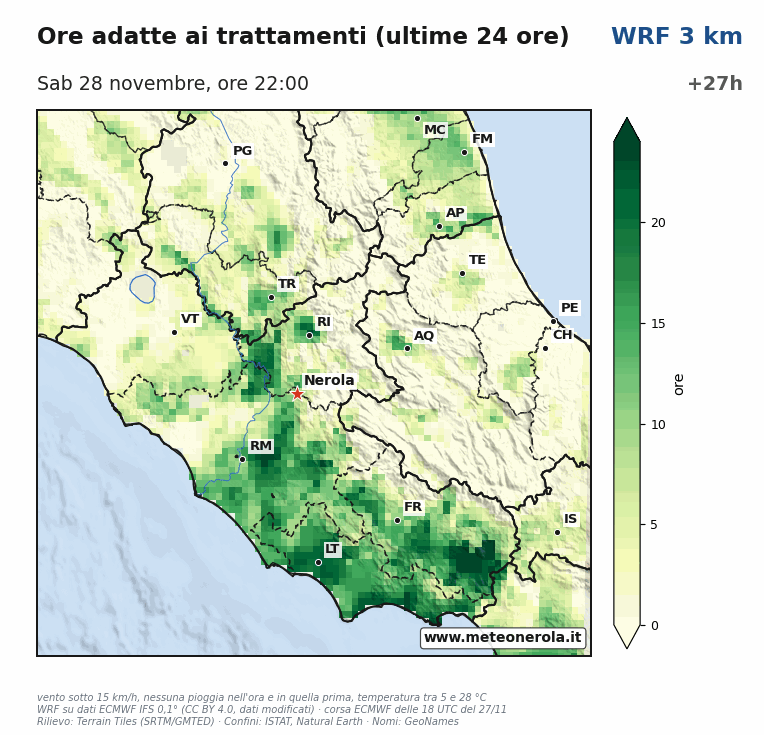 Ore adatte ai trattamenti (ultime 24 ore)
WRF 3 km
Sab 28 novembre, ore 22:00
+27h
MC
FM
PG
AP
TE
TR
PE
VT
RI
AQ
CH
Nerola
RM
FR
IS
LT
www.meteonerola.it
20
15
10
5
0
ore
vento sotto 15 km/h, nessuna pioggia nell'ora e in quella prima, temperatura tra 5 e 28 °C
WRF su dati ECMWF IFS 0,1° (CC BY 4.0, dati modificati) · corsa ECMWF delle 18 UTC del 27/11
Rilievo: Terrain Tiles (SRTM/GMTED) · Confini: ISTAT, Natural Earth · Nomi: GeoNames